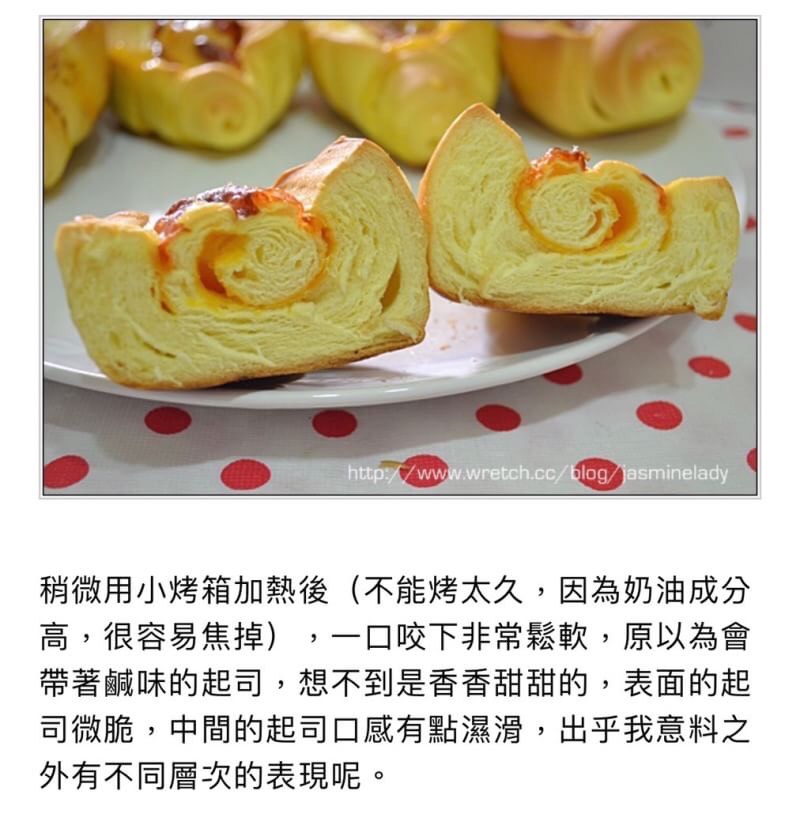 http://www.wretch.cc/blog/jasminelady
稍微用小烤箱加熱後（不能烤太久，因為奶油成分
高，很容易焦掉），一口咬下非常鬆軟，原以為會
帶著鹹味的起司，想不到是香香甜甜的，表面的起
司微脆，中間的起司口感有點濕滑，出乎我意料之
外有不同層次的表現呢。